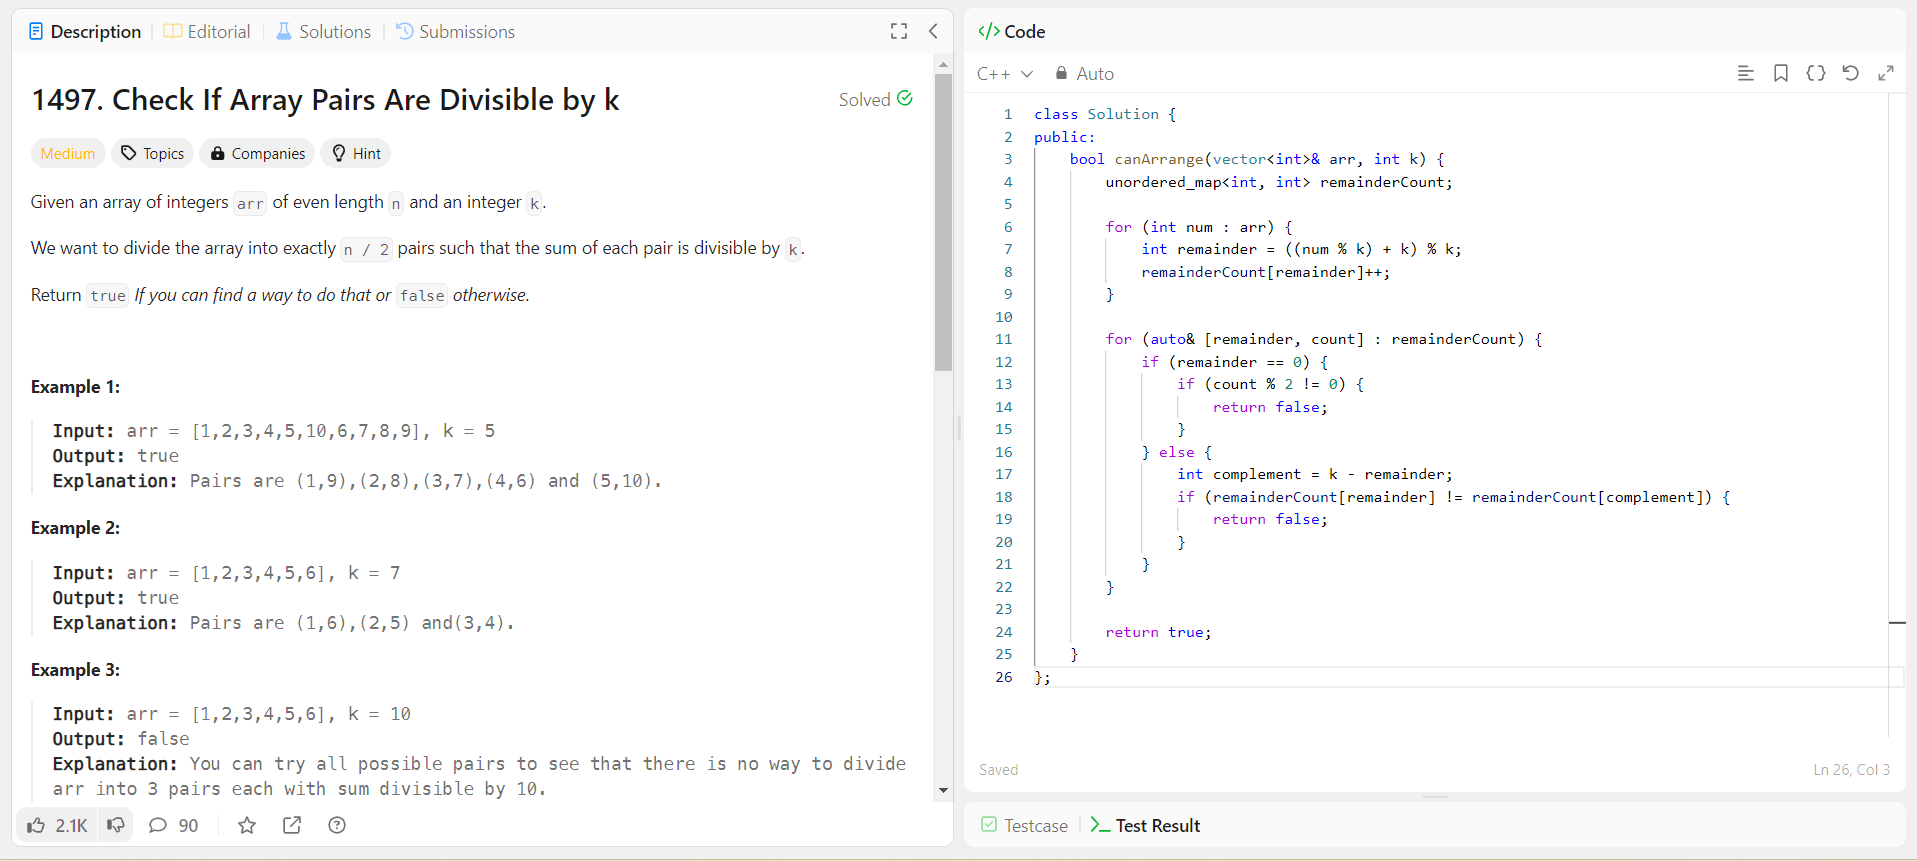 Description Editorial Solutions Submissions
1497. Check If Array Pairs Are Divisible by k
Solved
Medium Topics Companies Hint
Given an array of integers arr of even length n and an integer k.
We want to divide the array into exactly n / 2 pairs such that the sum of each pair is divisible by k.
Return true If you can find a way to do that or false otherwise.
Example 1:
Input: arr = [1,2,3,4,5,10,6,7,8,9], k = 5
Output: true
Explanation: Pairs are (1,9),(2,8),(3,7),(4,6) and (5,10).
Example 2:
Input: arr = [1,2,3,4,5,6], k = 7
Output: true
Explanation: Pairs are (1,6),(2,5) and(3,4).
Example 3:
Input: arr = [1,2,3,4,5,6], k = 10
Output: false
Explanation: You can try all possible pairs to see that there is no way to divide
arr into 3 pairs each with sum divisible by 10.
2.1K 90
</> Code
C++ Auto
1 class Solution {
2 public:
3 bool canArrange(vector<int>& arr, int k) {
4 unordered_map<int, int> remainderCount;
5
6 for (int num : arr) {
7 int remainder = ((num % k) + k) % k;
8 remainderCount[remainder]++;
9 }
10
11 for (auto& [remainder, count] : remainderCount) {
12 if (remainder == 0) {
13 if (count % 2 != 0) {
14 return false;
15 }
16 } else {
17 int complement = k - remainder;
18 if (remainderCount[remainder] != remainderCount[complement]) {
19 return false;
20 }
21 }
22 }
23
24 return true;
25 }
26 };
Saved
Ln 26, Col 3
Testcase >_ Test Result